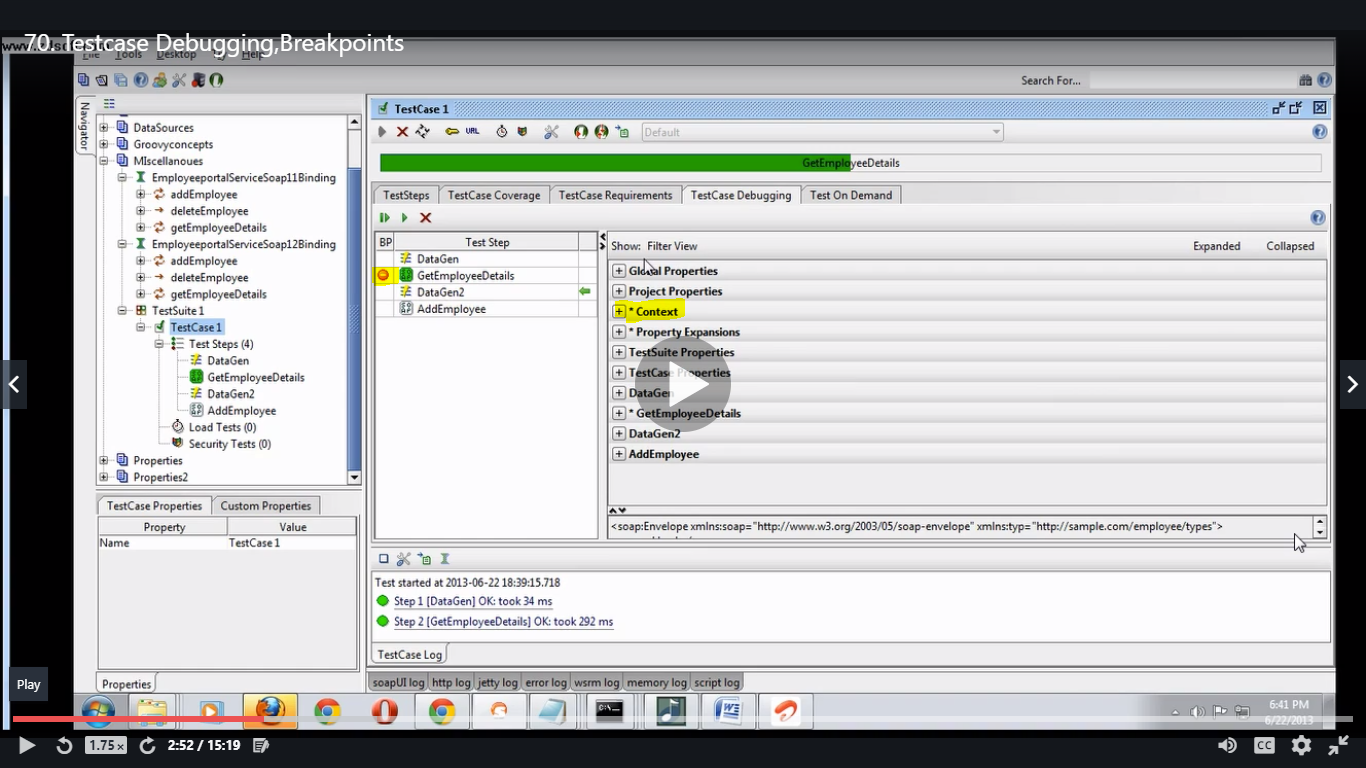 70. Testcase Debugging,Breakpoints
File Tools Desktop Help
Search For...
Navigator
DataSources
Groovyconcepts
MIscellanoues
EmployeeportalServiceSoap11Binding
addEmployee
deleteEmployee
getEmployeeDetails
EmployeeportalServiceSoap12Binding
addEmployee
deleteEmployee
getEmployeeDetails
TestSuite 1
TestCase 1
Test Steps (4)
DataGen
GetEmployeeDetails
DataGen2
AddEmployee
Load Tests (0)
Security Tests (0)
Properties
Properties2
TestCase Properties Custom Properties
Property Value
Name TestCase 1
Properties
TestCase 1
URL Default
GetEmployeeDetails
TestSteps TestCase Coverage TestCase Requirements TestCase Debugging Test On Demand
BP Test Step
DataGen
GetEmployeeDetails
DataGen2
AddEmployee
Show: Filter View Expanded Collapsed
Global Properties
Project Properties
* Context
* Property Expansions
TestSuite Properties
TestCase Properties
DataGen
* GetEmployeeDetails
DataGen2
AddEmployee
<soap:Envelope xmlns:soap="http://www.w3.org/2003/05/soap-envelope" xmlns:typ="http://sample.com/employee/types">
Test started at 2013-06-22 18:39:15.718
Step 1 [DataGen] OK: took 34 ms
Step 2 [GetEmployeeDetails] OK: took 292 ms
TestCase Log
soapUI log http log jetty log error log wsrm log memory log script log
Play
6:41 PM
6/22/2013
1.75 x 2:52 / 15:19 CC